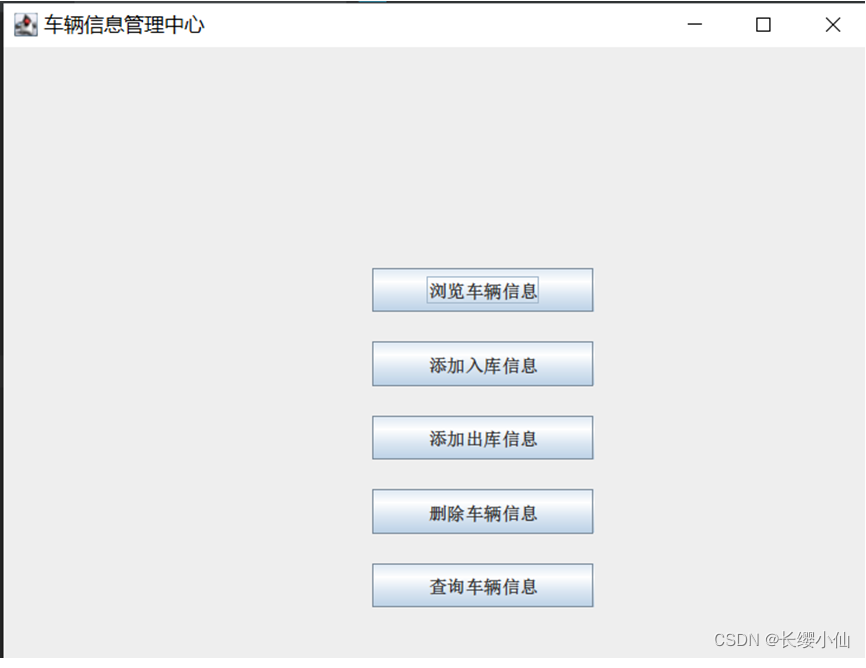 车辆信息管理中心
浏览车辆信息
添加入库信息
添加出库信息
删除车辆信息
查询车辆信息
CSDN @长缨小仙